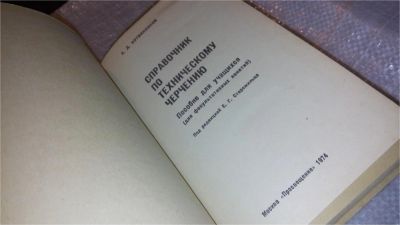 СПРАВОЧНИК
ПО
ТЕХНИЧЕСКОМУ
ЧЕРЧЕНИЮ
Пособие для учащихся
(для факультативных занятий)
Под редакцией Е. Г.
Москва «Просвещение» 1974